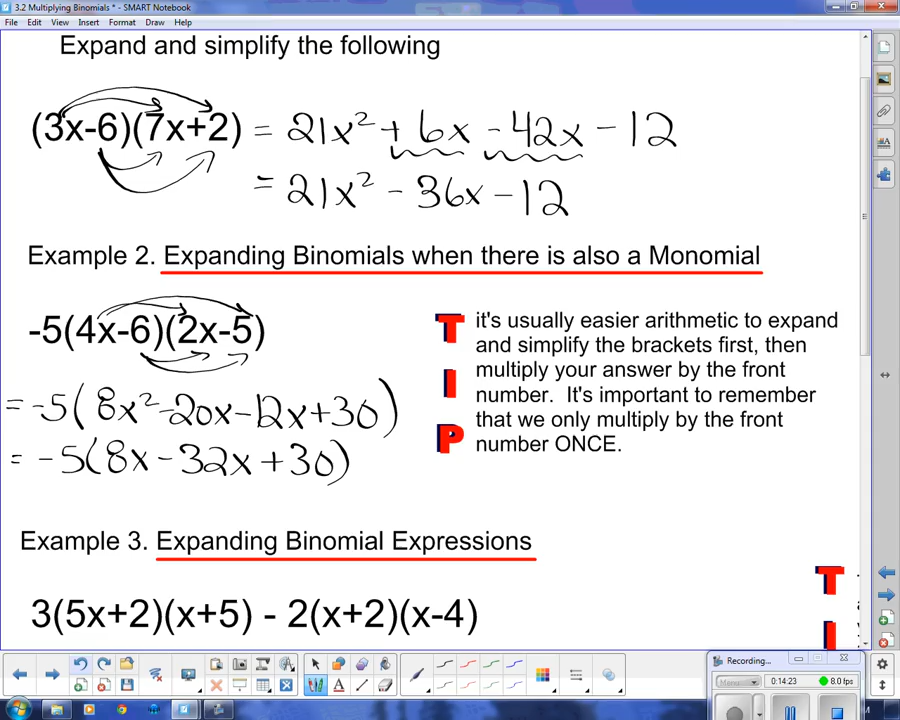 3.2 Multiplying Binomials * - SMART Notebook
File Edit View Insert Format Draw Help
Expand and simplify the following
(3x-6)(7x+2) = 21x² + 6x - 42x - 12
= 21x² - 36x - 12
Example 2. Expanding Binomials when there is also a Monomial
-5(4x-6)(2x-5)
= -5(8x² - 20x - 12x + 30)
= -5(8x - 32x + 30)
TIP
it's usually easier arithmetic to expand
and simplify the brackets first, then
multiply your answer by the front
number. It's important to remember
that we only multiply by the front
number ONCE.
Example 3. Expanding Binomial Expressions
3(5x+2)(x+5) - 2(x+2)(x-4)
T
I
Recording...
Menu
0:14:23
8.0 fps